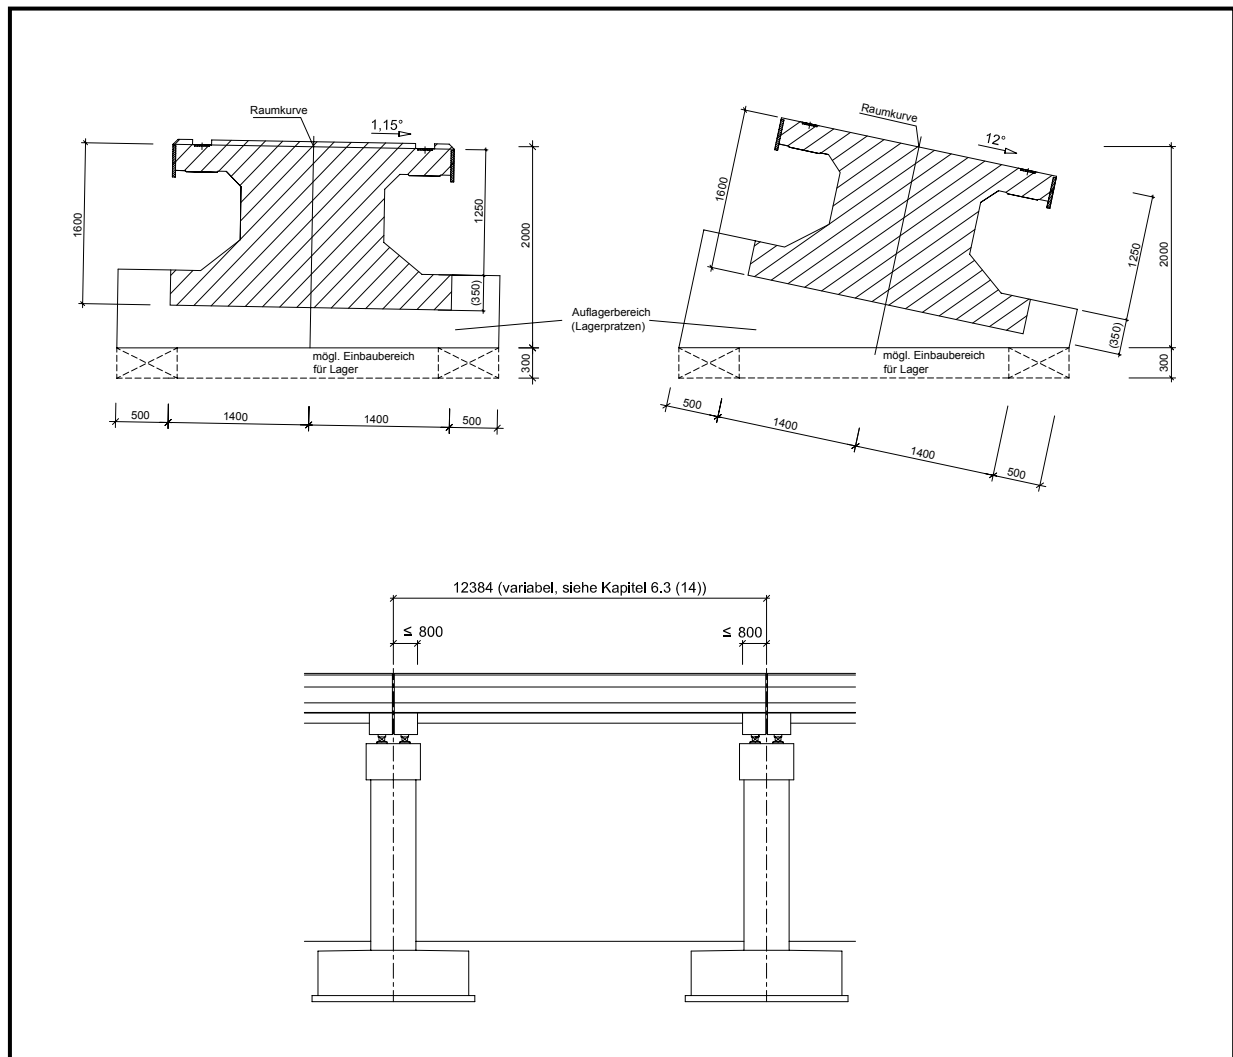 Raumkurve
1,15°
1600
1250
(350)
2000
300
Auflagerbereich
(Lagerpratzen)
mögl. Einbaubereich
für Lager
500
1400
1400
500
Raumkurve
12°
1600
1250
(350)
2000
300
mögl. Einbaubereich
für Lager
500
1400
1400
500
12384 (variabel, siehe Kapitel 6.3 (14))
≤ 800
≤ 800